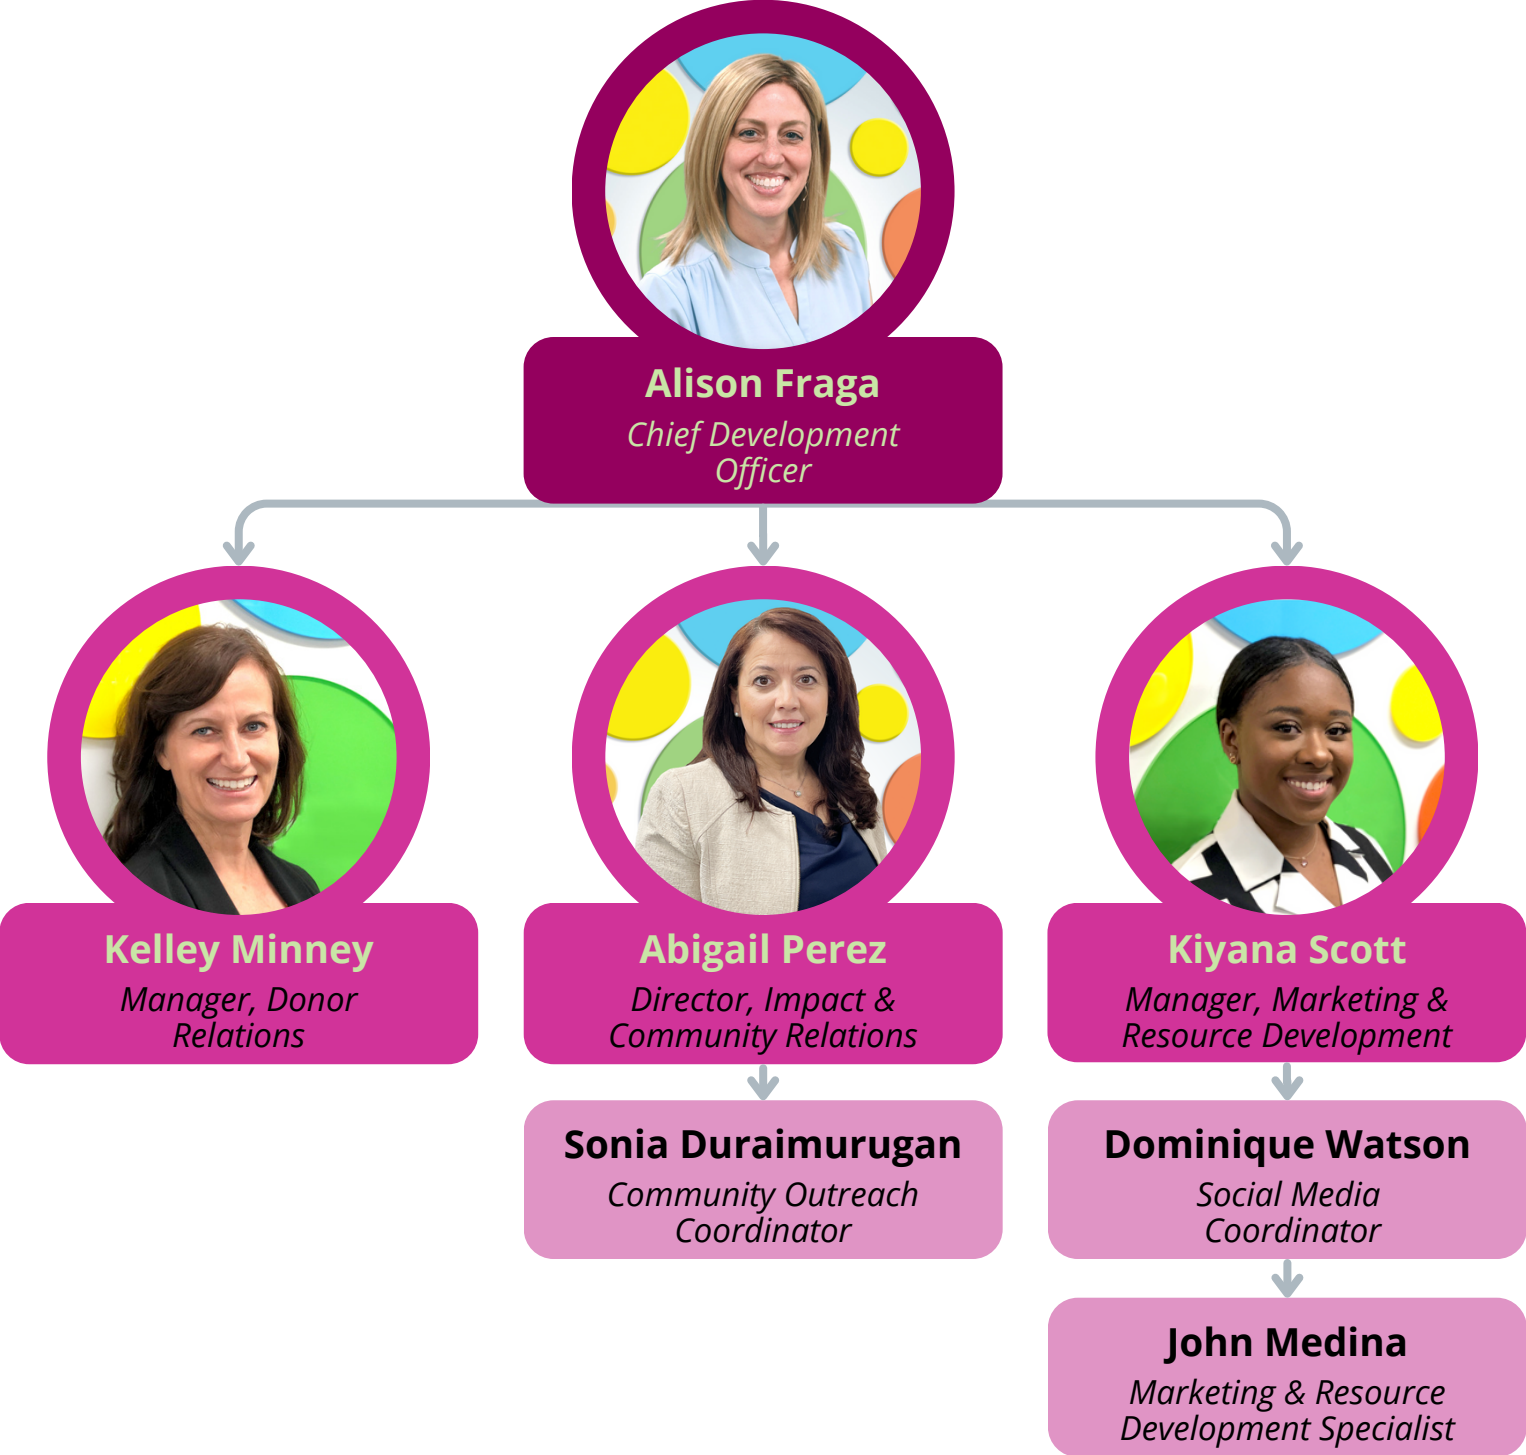 Alison Fraga
Chief Development
Officer
Kelley Minney
Manager, Donor
Relations
Abigail Perez
Director, Impact &
Community Relations
Kiyana Scott
Manager, Marketing &
Resource Development
Sonia Duraimurugan
Community Outreach
Coordinator
Dominique Watson
Social Media
Coordinator
John Medina
Marketing & Resource
Development Specialist